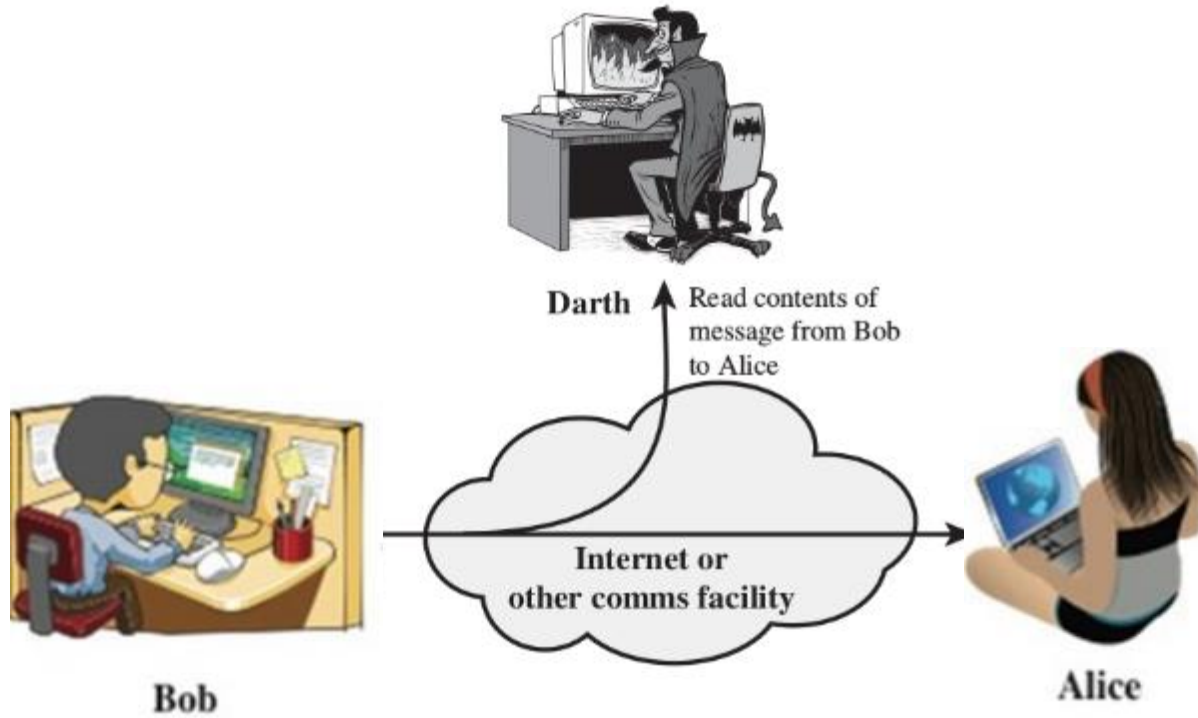 Darth
Read contents of
message from Bob
to Alice
Internet or
other comms facility
Bob
Alice